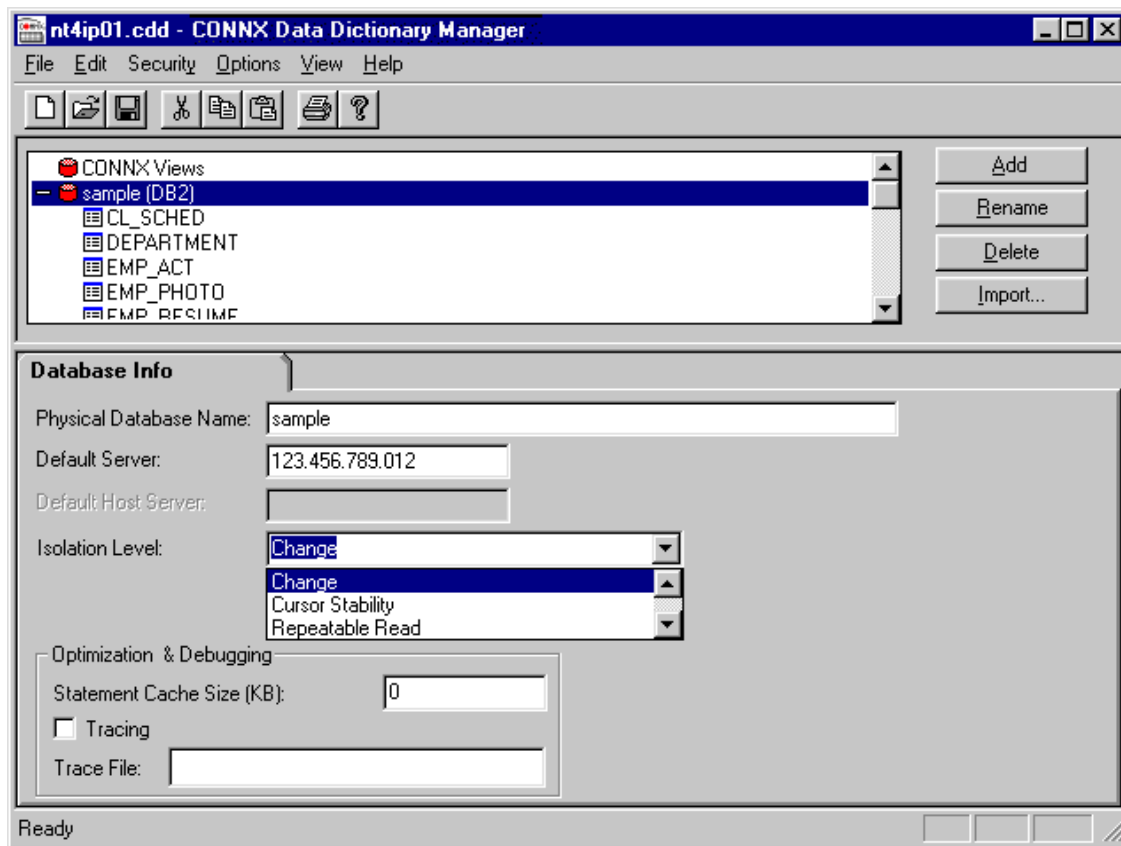 nt4ip01.cdd - CONNX Data Dictionary Manager
File Edit Security Options View Help
CONNX Views
sample (DB2)
CL_SCHED
DEPARTMENT
EMP_ACT
EMP_PHOTO
EMP_RESUME
Add
Rename
Delete
Import...
Database Info
Physical Database Name: sample
Default Server: 123.456.789.012
Default Host Server:
Isolation Level: Change
Change
Cursor Stability
Repeatable Read
Optimization & Debugging
Statement Cache Size (KB): 0
Tracing
Trace File:
Ready